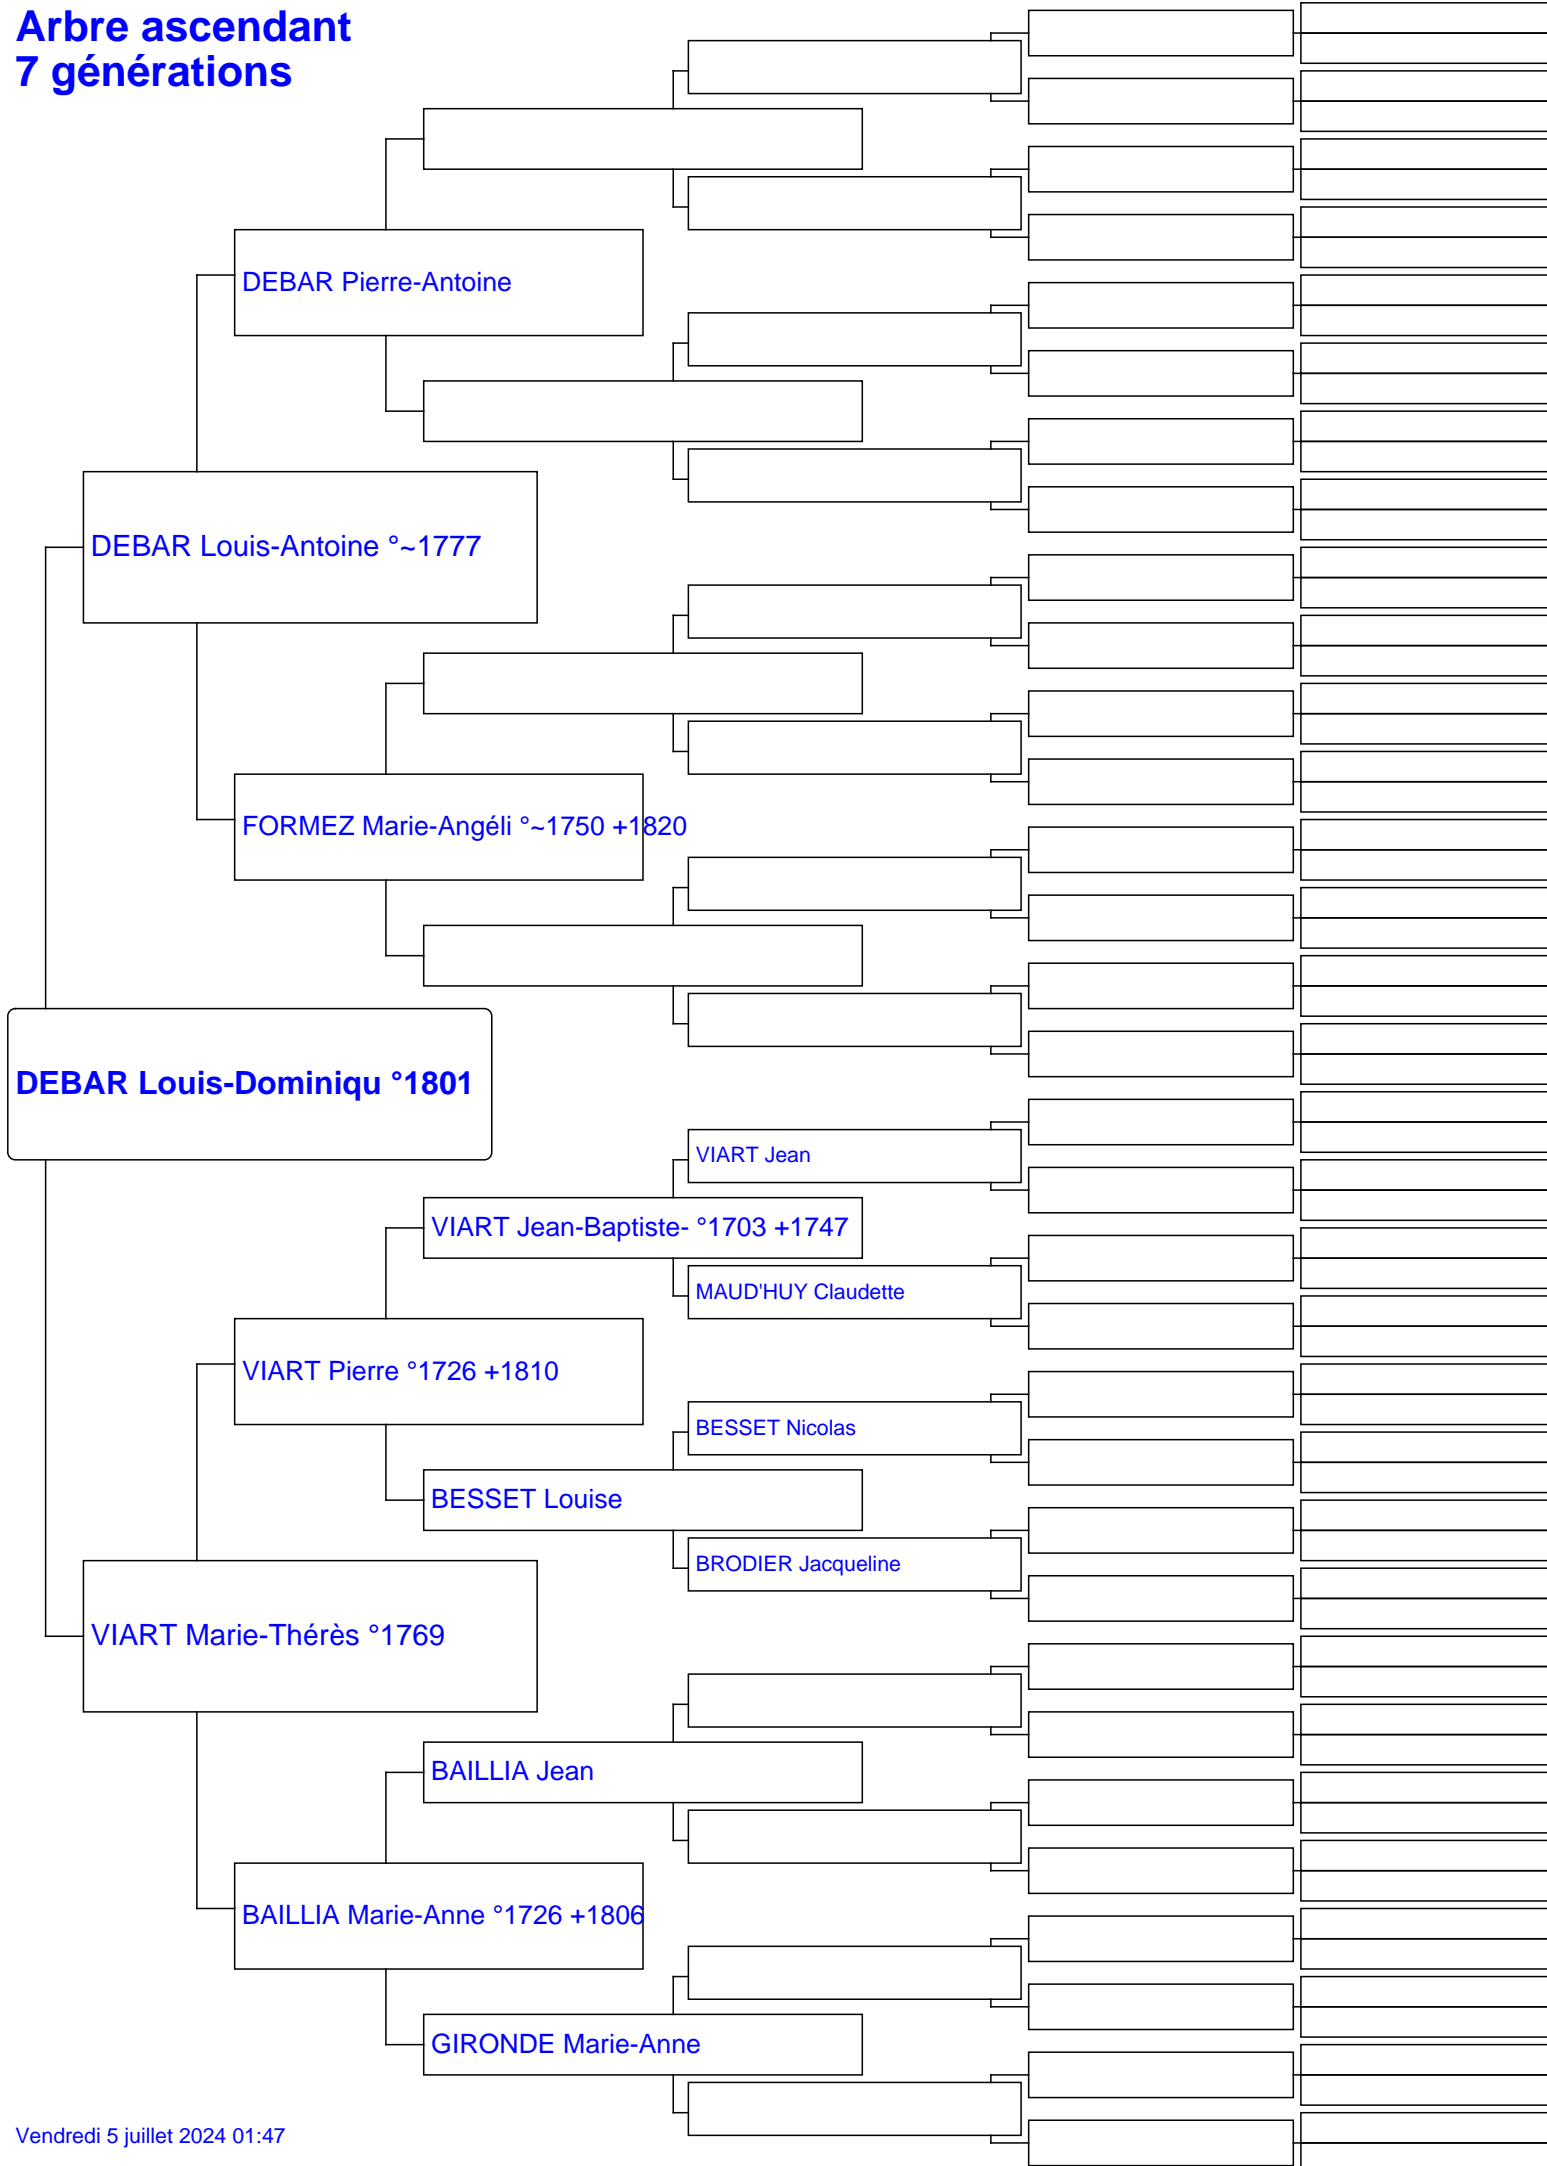 Arbre ascendant
7 générations
DEBAR Pierre-Antoine
DEBAR Louis-Antoine °~1777
FORMEZ Marie-Angéli °~1750 +1820
DEBAR Louis-Dominiqu °1801
VIART Jean
VIART Jean-Baptiste- °1703 +1747
MAUD'HUY Claudette
VIART Pierre °1726 +1810
BESSET Nicolas
BESSET Louise
BRODIER Jacqueline
VIART Marie-Thérès °1769
BAILLIA Jean
BAILLIA Marie-Anne °1726 +1806
GIRONDE Marie-Anne
Vendredi 5 juillet 2024 01:47